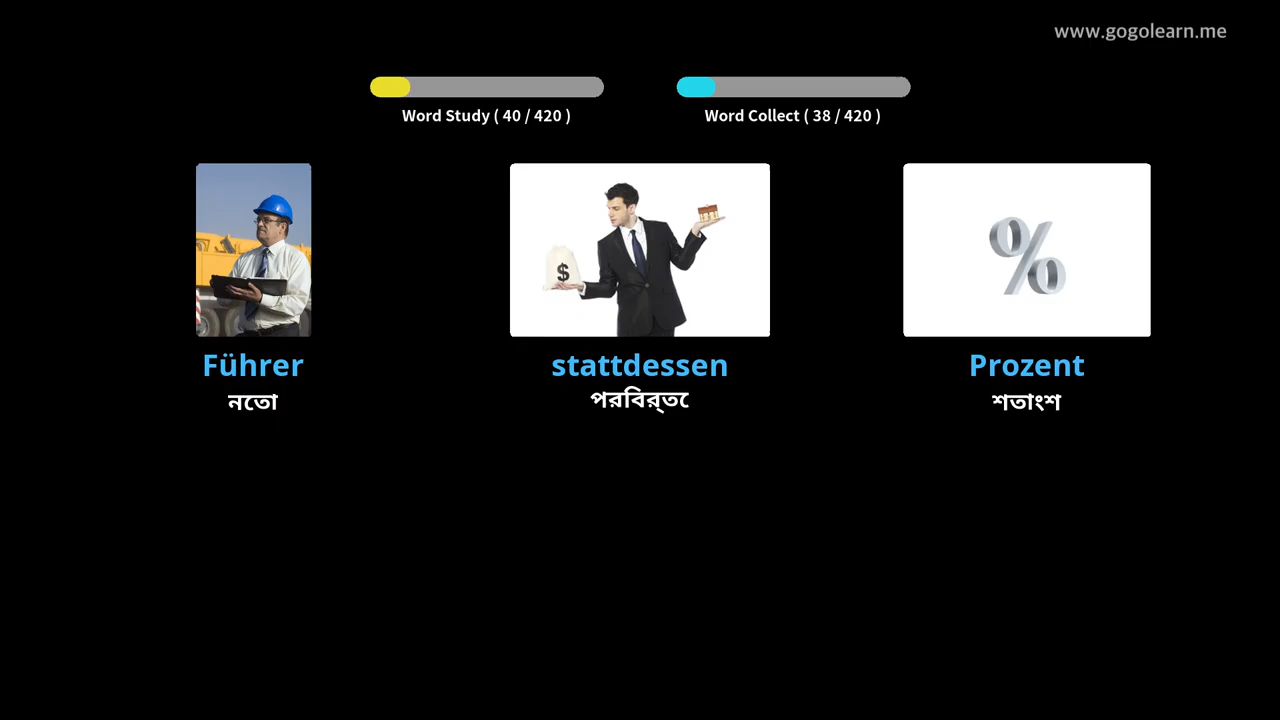 www.gogolearn.me
Word Study ( 40 / 420 )
Word Collect ( 38 / 420 )
$
%
Führer
stattdessen
Prozent
নতো
পরবির্তে
শতাংশ